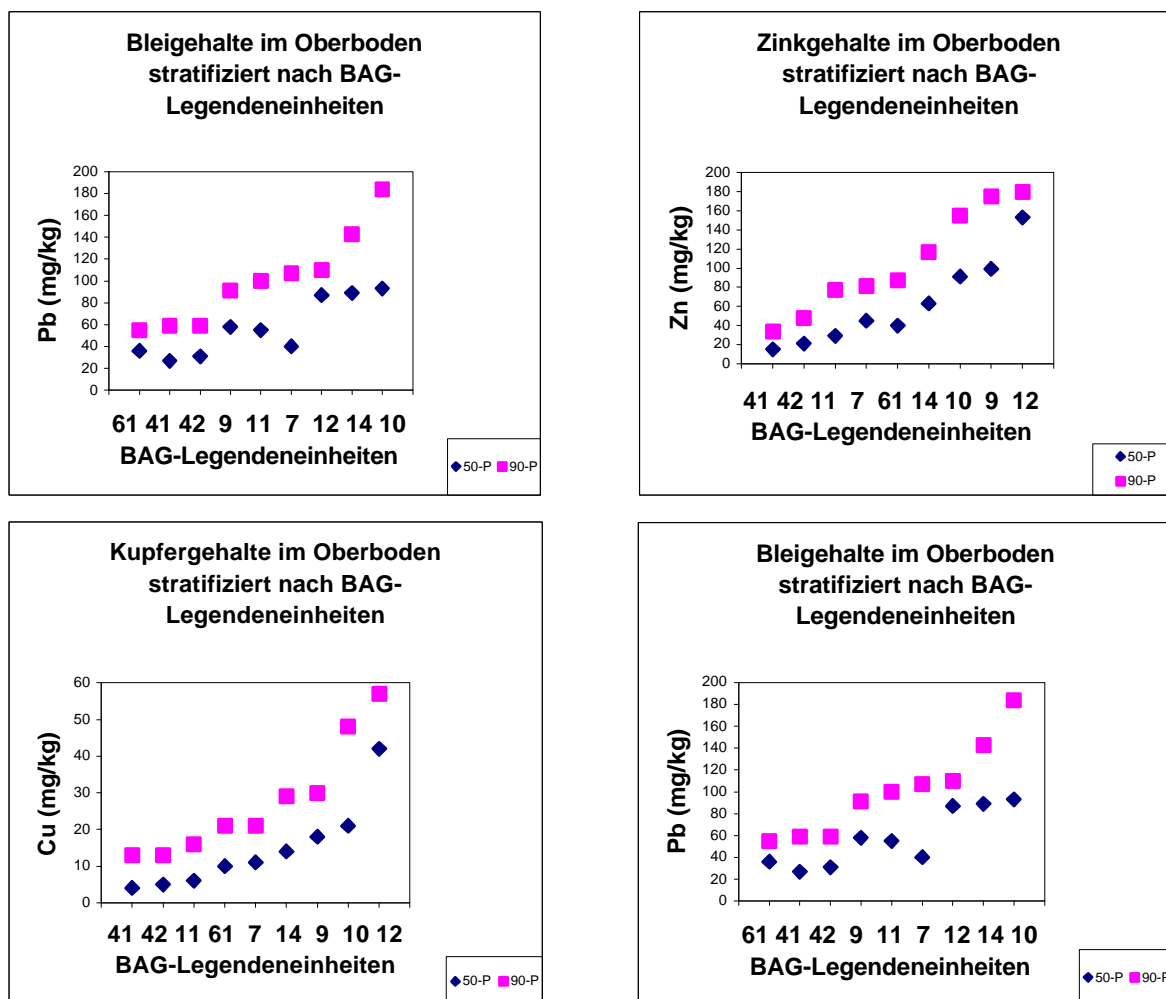 Bleigehalte im Oberboden
stratifiziert nach BAG-
Legendeneinheiten
200
180
160
140
120
100
80
60
40
20
0
Pb (mg/kg)
61 41 42 9 11 7 12 14 10
BAG-Legendeneinheiten
50-P 90-P
Zinkgehalte im Oberboden
stratifiziert nach BAG-
Legendeneinheiten
200
180
160
140
120
100
80
60
40
20
0
Zn (mg/kg)
41 42 11 7 61 14 10 9 12
BAG-Legendeneinheiten
50-P
90-P
Kupfergehalte im Oberboden
stratifiziert nach BAG-
Legendeneinheiten
60
50
40
30
20
10
0
Cu (mg/kg)
41 42 11 61 7 14 9 10 12
BAG-Legendeneinheiten
50-P 90-P
Bleigehalte im Oberboden
stratifiziert nach BAG-
Legendeneinheiten
200
180
160
140
120
100
80
60
40
20
0
Pb (mg/kg)
61 41 42 9 11 7 12 14 10
BAG-Legendeneinheiten
50-P 90-P